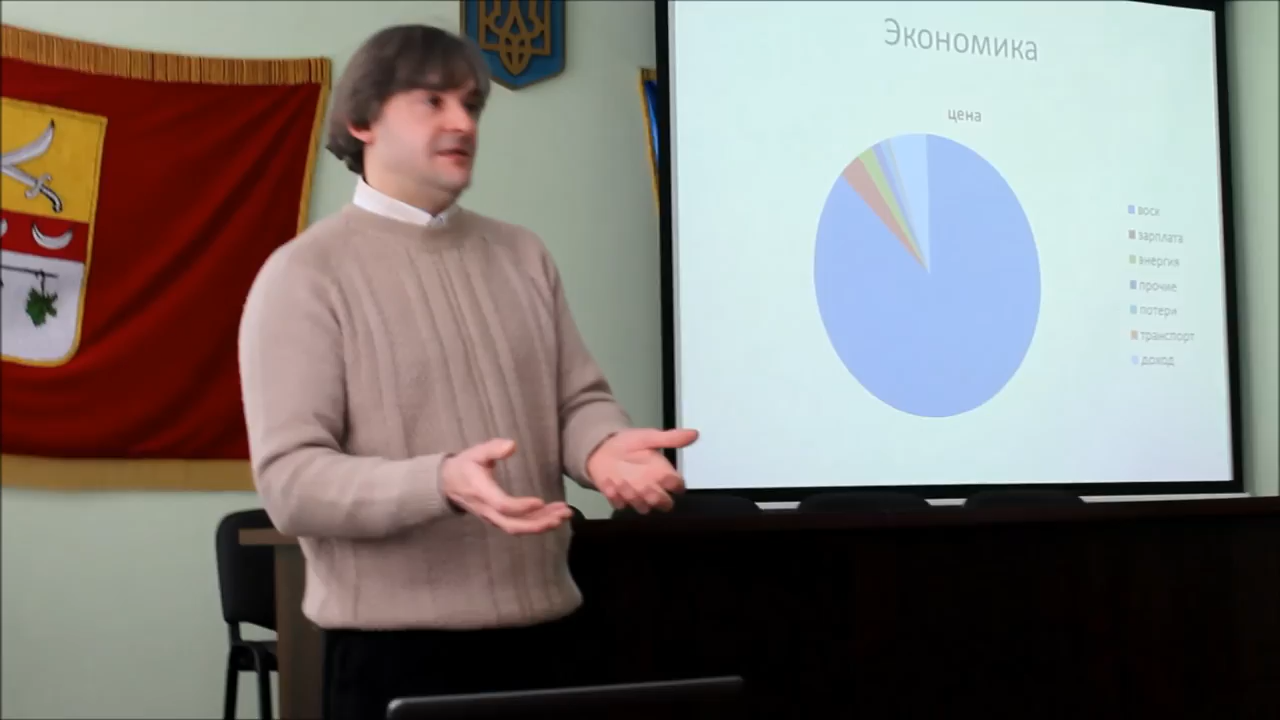 Экономика
цена
воск
зарплата
энергия
прочие
потери
транспорт
доход